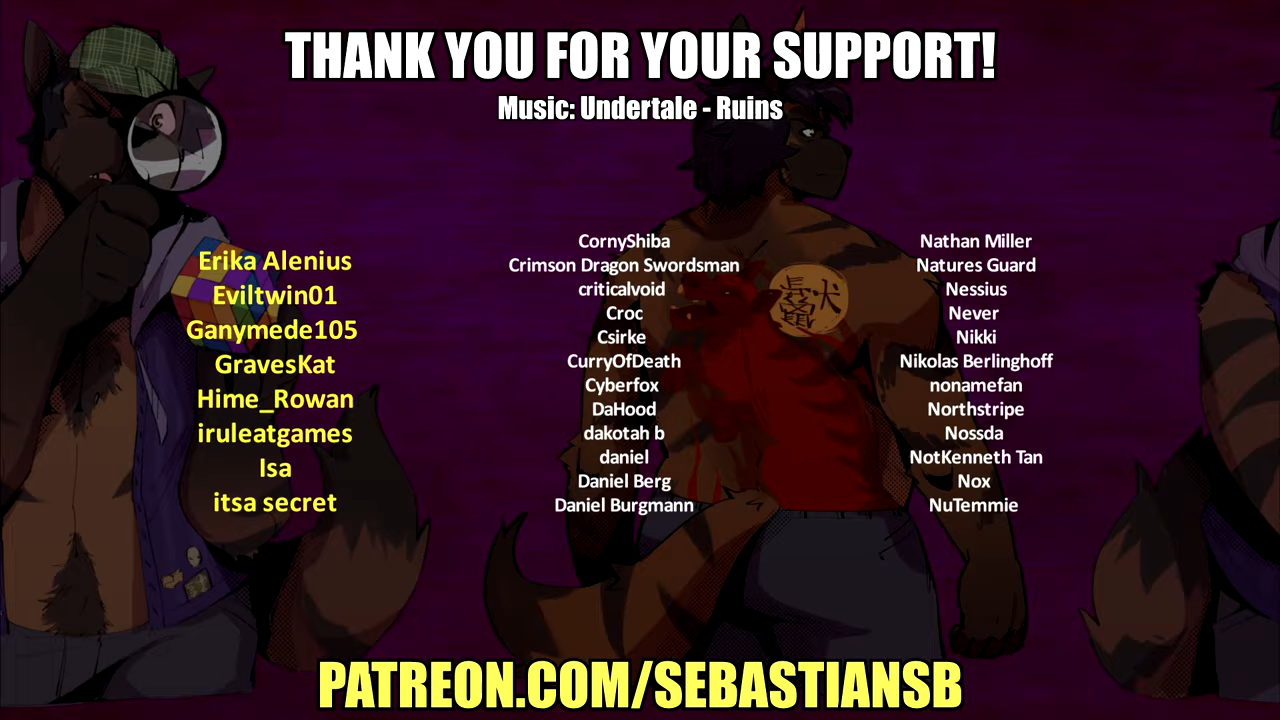 THANK YOU FOR YOUR SUPPORT!
Music: Undertale - Ruins
Erika Alenius
Eviltwin01
Ganymede105
GravesKat
Hime_Rowan
iruleatgames
Isa
itsa secret
CornyShiba
Crimson Dragon Swordsman
criticalvoid
Croc
Csirke
CurryOfDeath
Cyberfox
DaHood
dakotah b
daniel
Daniel Berg
Daniel Burgmann
Nathan Miller
Natures Guard
Nessius
Never
Nikki
Nikolas Berlinghoff
nonamefan
Northstripe
Nossda
NotKenneth Tan
Nox
NuTemmie
PATREON.COM/SEBASTIANSB